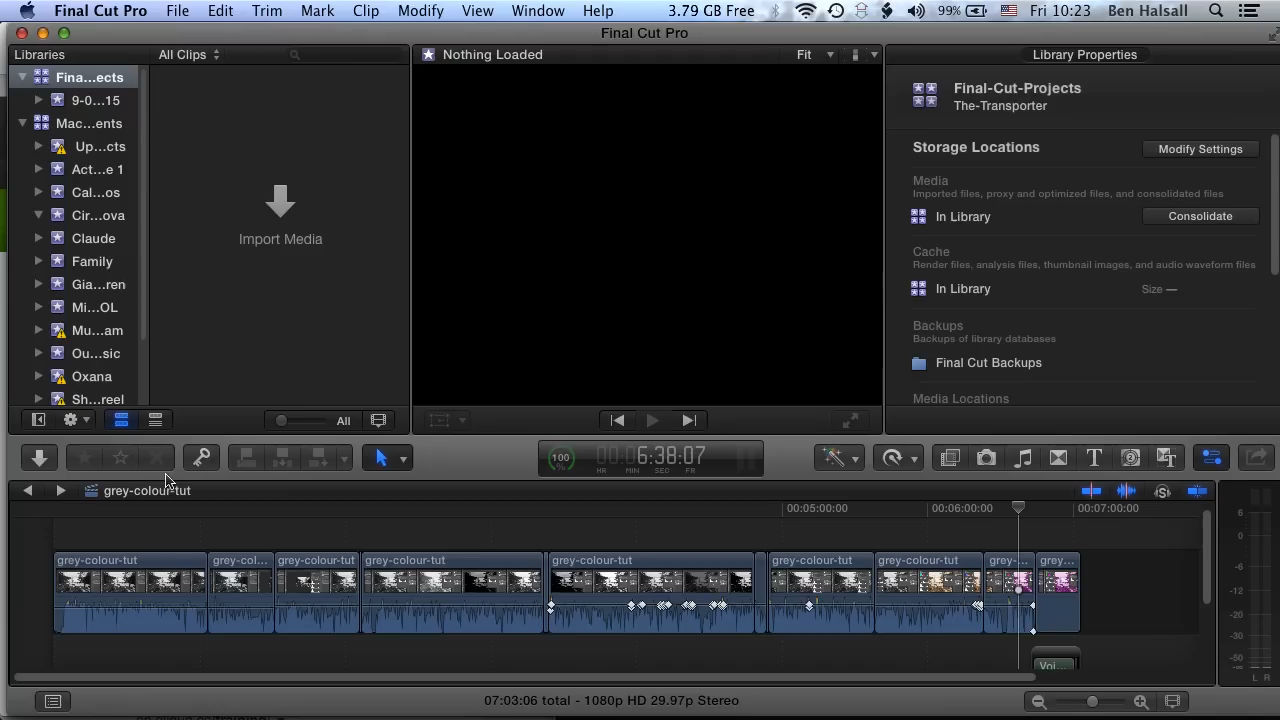 Final Cut Pro File Edit Trim Mark Clip Modify View Window Help 3.79 GB Free 99% Fri 10:23 Ben Halsall
Final Cut Pro
Libraries All Clips Nothing Loaded Fit Library Properties
Fina...ects
9-0...15
Mac...ents
Up...cts
Act...e 1
Cal...os
Cir...ova
Claude
Family
Gia...ren
Mi...OL
Mu...am
Ou...sic
Oxana
Sh...reel
Import Media
Final-Cut-Projects
The-Transporter
Storage Locations Modify Settings
Media
Imported files, proxy and optimized files, and consolidated files
In Library Consolidate
Cache
Render files, analysis files, thumbnail images, and audio waveform files
In Library Size —
Backups
Backups of library databases
Final Cut Backups
Media Locations
All
100 % 6:38:07
HR MIN SEC FR
grey-colour-tut
00:05:00:00 00:06:00:00 00:07:00:00
grey-colour-tut grey-col... grey-colour-tut grey-colour-tut grey-colour-tut grey-colour-tut grey-colour-tut grey-... grey...
Voi...
6
0
-6
-12
-20
-30
-50
L R
07:03:06 total - 1080p HD 29.97p Stereo